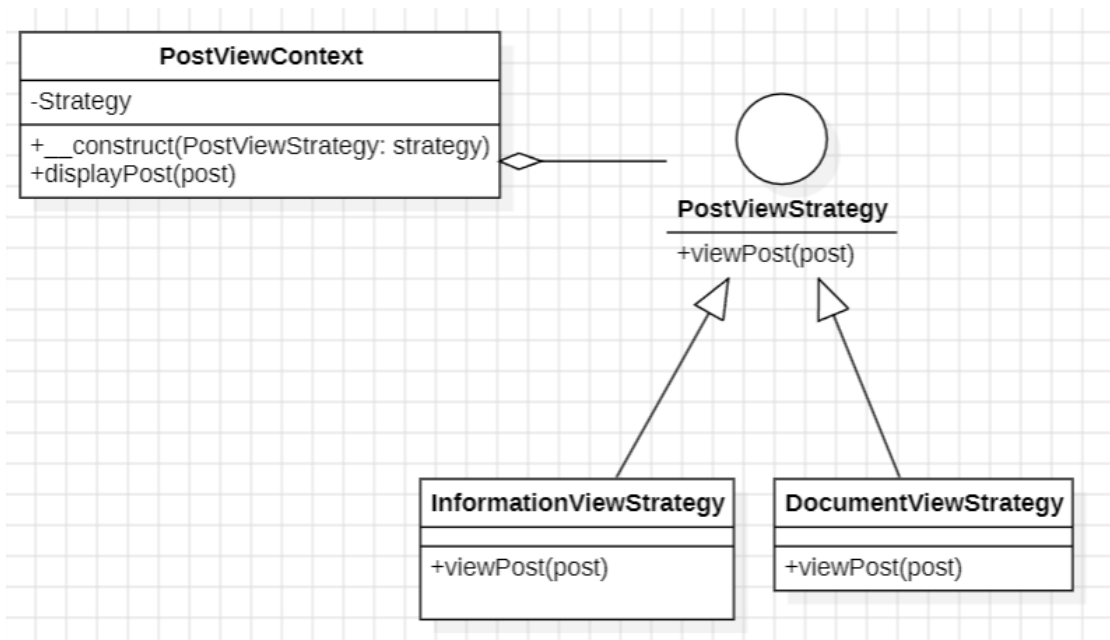 PostViewContext
-Strategy
+__construct(PostViewStrategy: strategy)
+displayPost(post)
PostViewStrategy
+viewPost(post)
InformationViewStrategy
+viewPost(post)
DocumentViewStrategy
+viewPost(post)